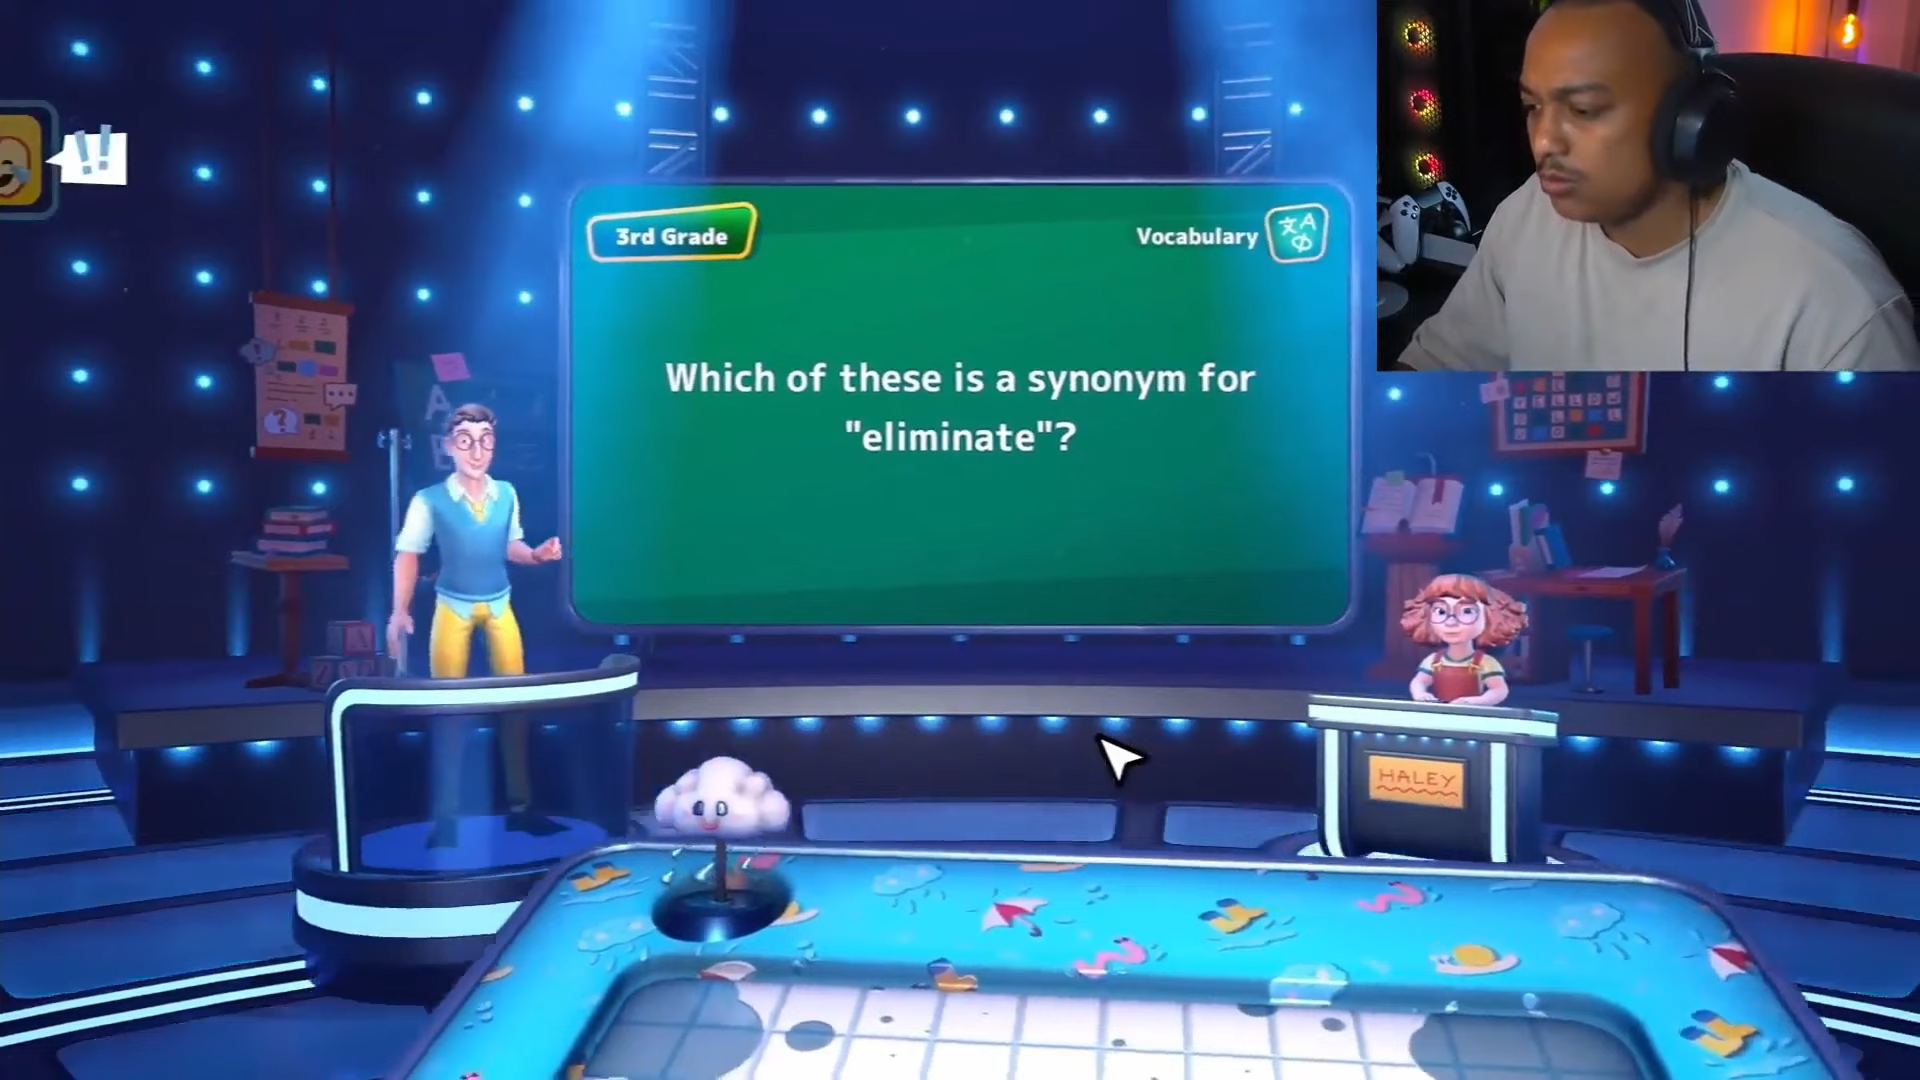 !!
3rd Grade
Vocabulary
Which of these is a synonym for
"eliminate"?
HALEY